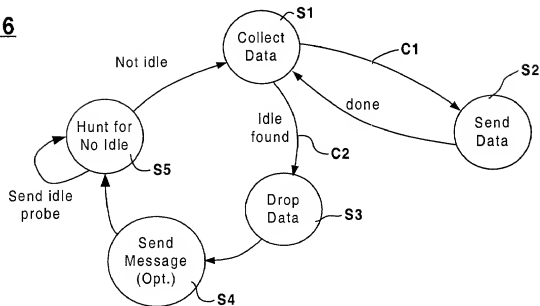 6
S1
Collect
Data
C1
S2
Not idle
done
Send
Data
Idle
found
C2
Hunt for
No Idle
S5
Send idle
probe
Drop
Data
S3
Send
Message
(Opt.)
S4